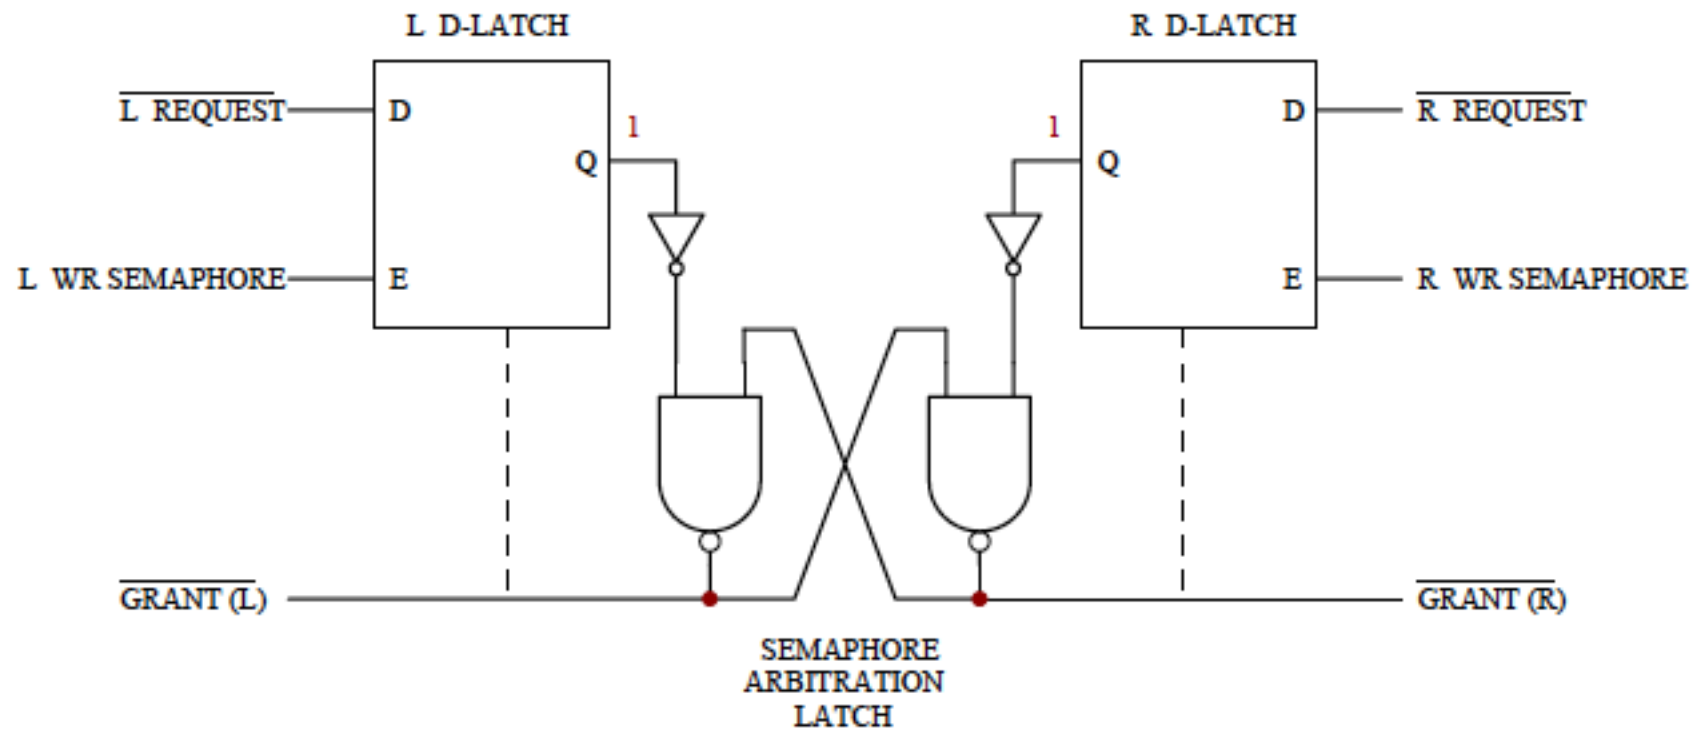 L D-LATCH
R D-LATCH
L REQUEST
D
D
R REQUEST
1
1
Q
Q
L WR SEMAPHORE
E
E
R WR SEMAPHORE
GRANT (L)
GRANT (R)
SEMAPHORE
ARBITRATION
LATCH